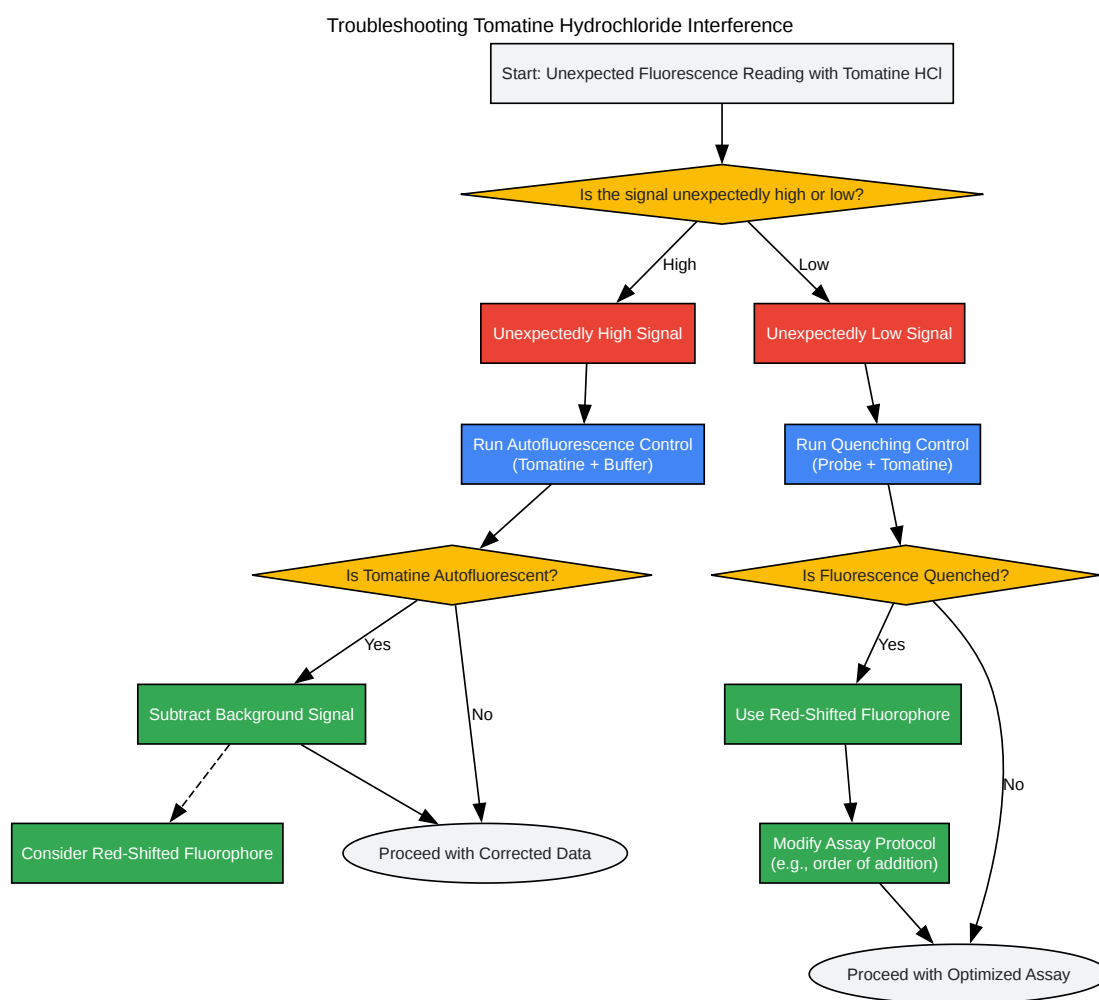 Troubleshooting Tomatine Hydrochloride Interference
Start: Unexpected Fluorescence Reading with Tomatine HCl
Is the signal unexpectedly high or low?
High
Low
Unexpectedly High Signal
Unexpectedly Low Signal
Run Autofluorescence Control
(Tomatine + Buffer)
Run Quenching Control
(Probe + Tomatine)
Is Tomatine Autofluorescent?
Is Fluorescence Quenched?
Yes
No
Yes
No
Subtract Background Signal
Use Red-Shifted Fluorophore
Consider Red-Shifted Fluorophore
Proceed with Corrected Data
Modify Assay Protocol
(e.g., order of addition)
Proceed with Optimized Assay